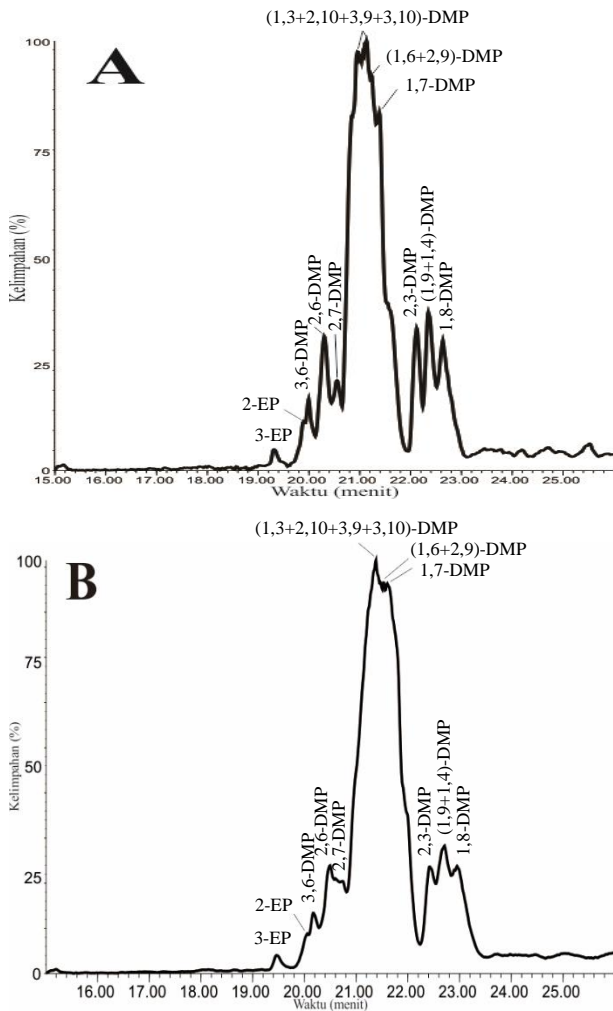 (1,3+2,10+3,9+3,10)-DMP
A
(1,6+2,9)-DMP
1,7-DMP
100
75
50
25
0
Kelimpahan (%)
3-EP
2-EP
3,6-DMP
2,6-DMP
2,7-DMP
2,3-DMP
(1,9+1,4)-DMP
1,8-DMP
15.00 16.00 17.00 18.00 19.00 20.00 21.00 22.00 23.00 24.00 25.00
Waktu (menit)
(1,3+2,10+3,9+3,10)-DMP
B
(1,6+2,9)-DMP
1,7-DMP
100
75
50
25
0
Kelimpahan (%)
3-EP
2-EP
3,6-DMP
2,6-DMP
2,7-DMP
2,3-DMP
(1,9+1,4)-DMP
1,8-DMP
16.00 17.00 18.00 19.00 20.00 21.00 22.00 23.00 24.00 25.00
Waktu (menit)